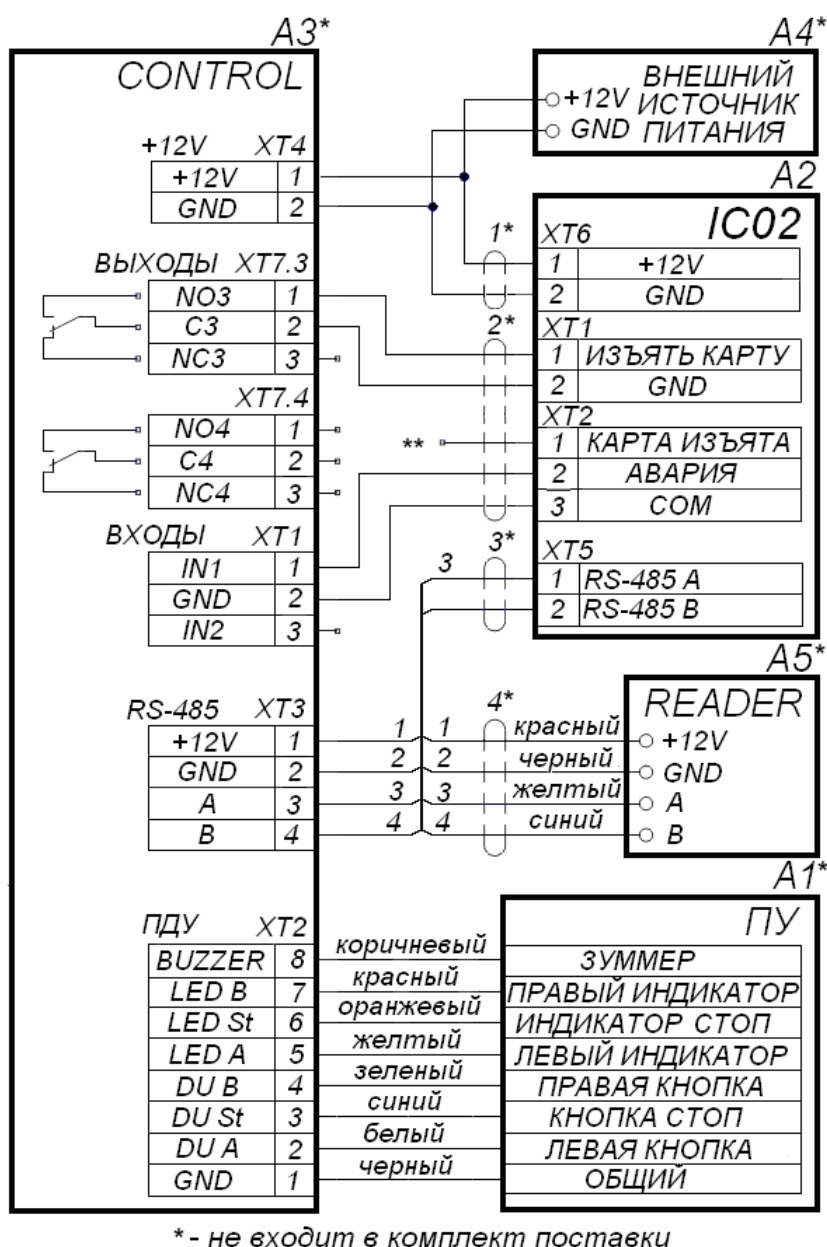 A3*
CONTROL
+12V XT4
+12V 1
GND 2
ВЫХОДЫ XT7.3
NO3 1
C3 2
NC3 3
XT7.4
NO4 1
C4 2
NC4 3
ВХОДЫ XT1
IN1 1
GND 2
IN2 3
RS-485 XT3
+12V 1
GND 2
A 3
B 4
ПДУ XT2
BUZZER 8
LED B 7
LED St 6
LED A 5
DU B 4
DU St 3
DU A 2
GND 1
A4*
ВНЕШНИЙ
+12V ИСТОЧНИК
GND ПИТАНИЯ
A2
IC02
1*
XT6
1 +12V
2 GND
2*
XT1
1 ИЗЪЯТЬ КАРТУ
2 GND
XT2
** 1 КАРТА ИЗЪЯТА
2 АВАРИЯ
3 COM
3*
XT5
3 1 RS-485 A
2 RS-485 B
A5*
READER
4*
1 1 красный +12V
2 2 черный GND
3 3 желтый A
4 4 синий B
A1*
ПУ
коричневый ЗУММЕР
красный ПРАВЫЙ ИНДИКАТОР
оранжевый ИНДИКАТОР СТОП
желтый ЛЕВЫЙ ИНДИКАТОР
зеленый ПРАВАЯ КНОПКА
синий КНОПКА СТОП
белый ЛЕВАЯ КНОПКА
черный ОБЩИЙ
* - не входит в комплект поставки